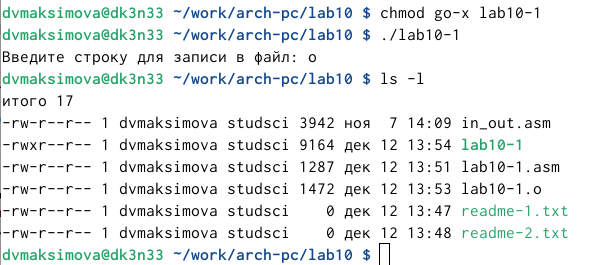 dvmaksimova@dk3n33 ~/work/arch-pc/lab10 $ chmod go-x lab10-1
dvmaksimova@dk3n33 ~/work/arch-pc/lab10 $ ./lab10-1
Введите строку для записи в файл: о
dvmaksimova@dk3n33 ~/work/arch-pc/lab10 $ ls -l
итого 17
-rw-r--r-- 1 dvmaksimova studsci 3942 ноя  7 14:09 in_out.asm
-rwxr--r-- 1 dvmaksimova studsci 9164 дек 12 13:54 lab10-1
-rw-r--r-- 1 dvmaksimova studsci 1287 дек 12 13:51 lab10-1.asm
-rw-r--r-- 1 dvmaksimova studsci 1472 дек 12 13:53 lab10-1.o
-rw-r--r-- 1 dvmaksimova studsci    0 дек 12 13:47 readme-1.txt
-rw-r--r-- 1 dvmaksimova studsci    0 дек 12 13:48 readme-2.txt
dvmaksimova@dk3n33 ~/work/arch-pc/lab10 $